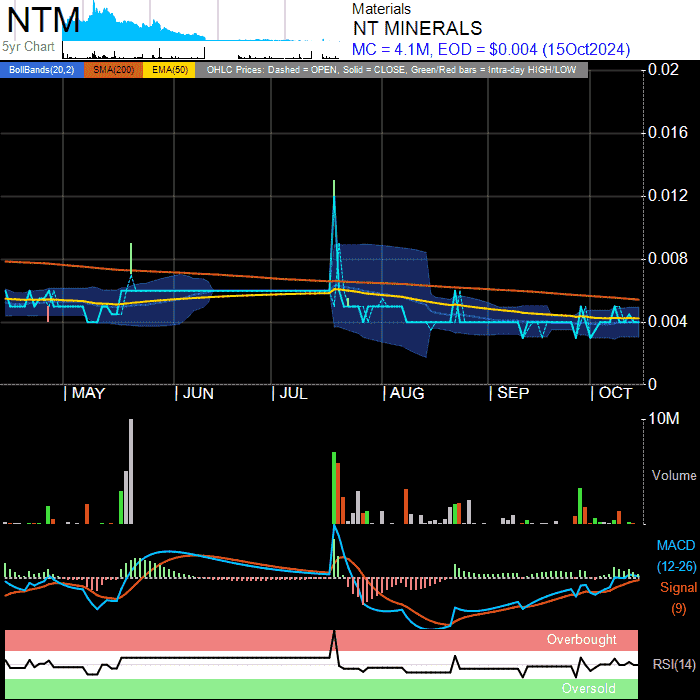 NTM
5yr Chart
Materials
NT MINERALS
MC = 4.1M, EOD = $0.004 (15Oct2024)
BollBands(20,2) SMA(200) EMA(50) OHLC Prices: Dashed = OPEN, Solid = CLOSE, Green/Red bars = Intra-day HIGH/LOW
0.02
0.016
0.012
0.008
0.004
0
MAY JUN JUL AUG SEP OCT
10M
Volume
MACD
(12-26)
Signal
(9)
Overbought
RSI(14)
Oversold